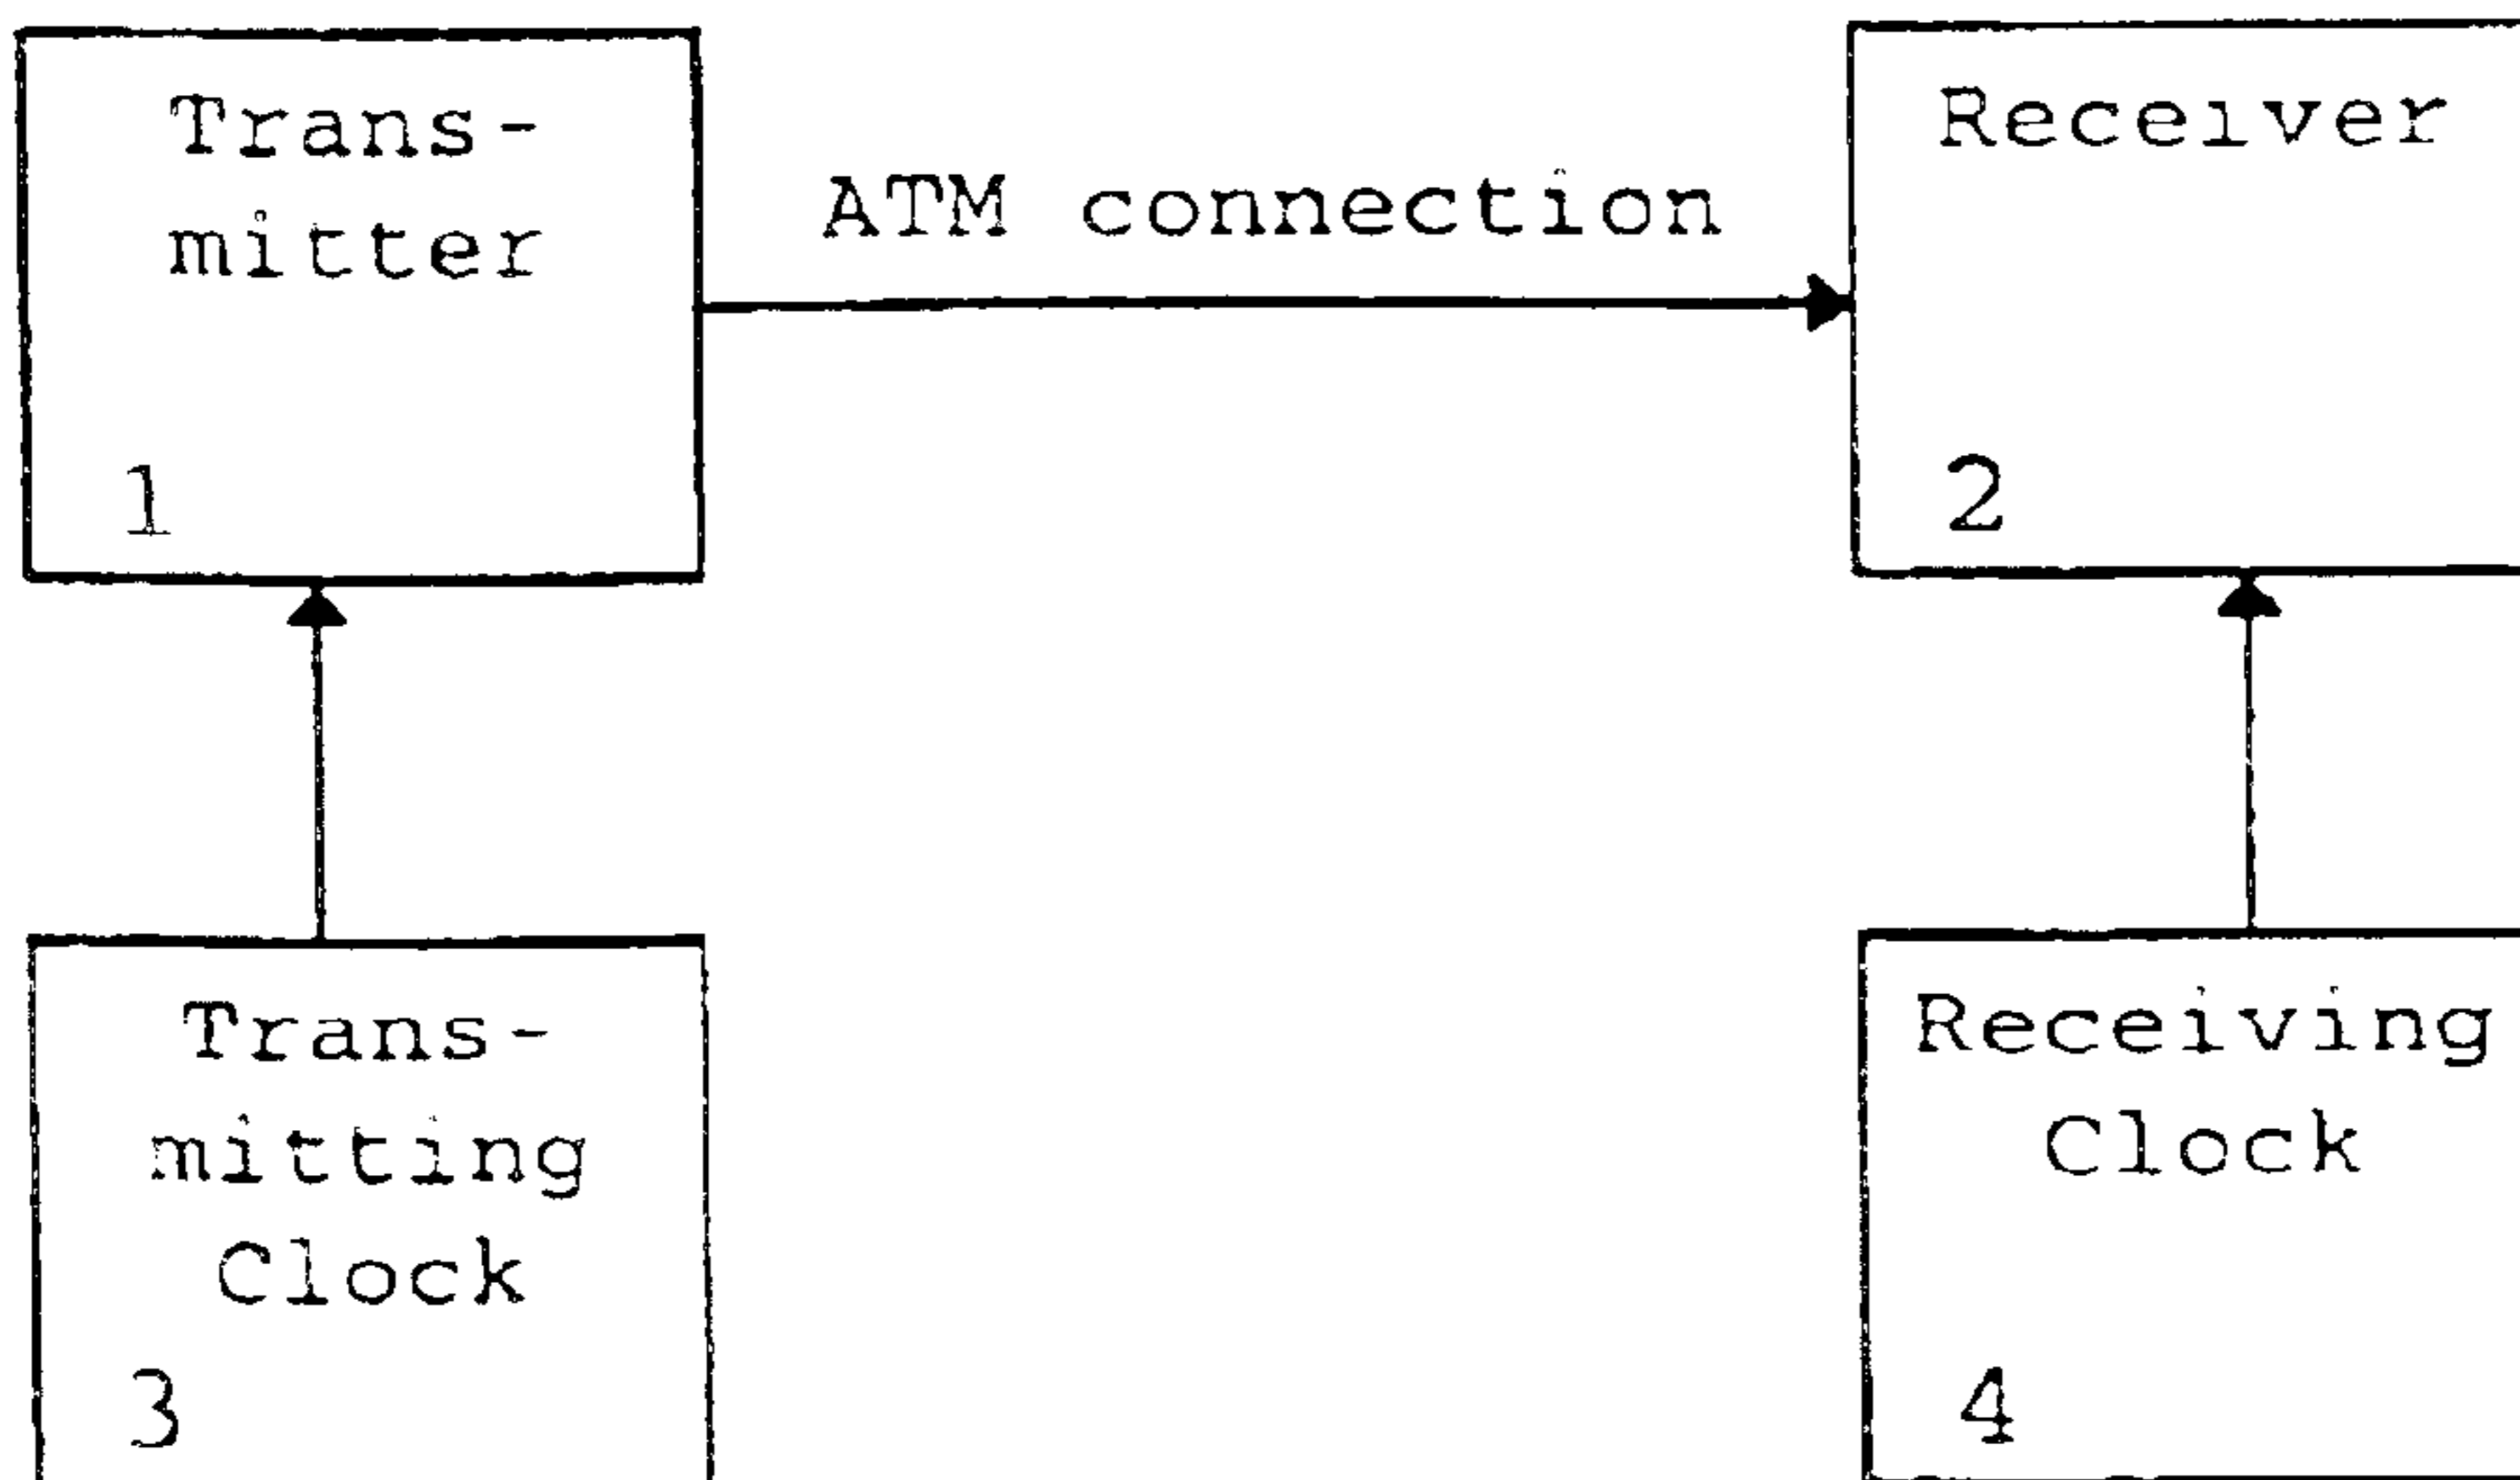 Trans-
mitter
1
ATM connection
Receiver
2
Trans-
mitting
Clock
3
Receiving
Clock
4